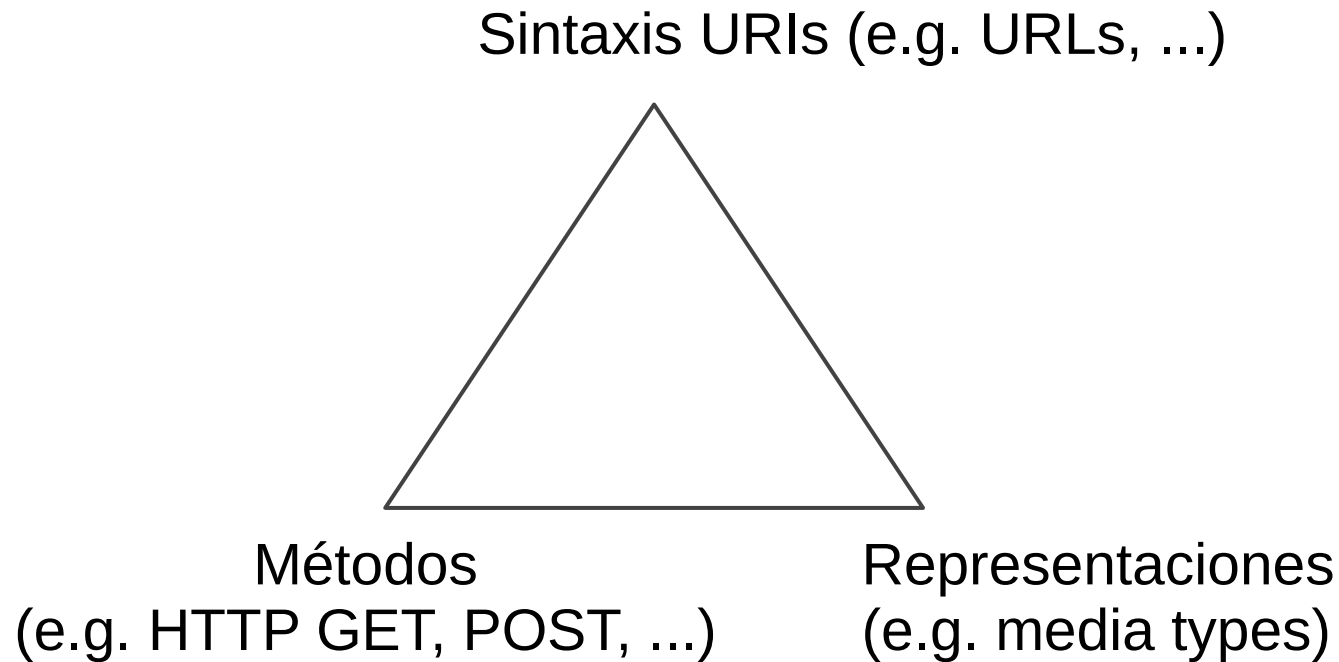 Sintaxis URIs (e.g. URLs, ...)
Métodos
(e.g. HTTP GET, POST, ...)
Representaciones
(e.g. media types)